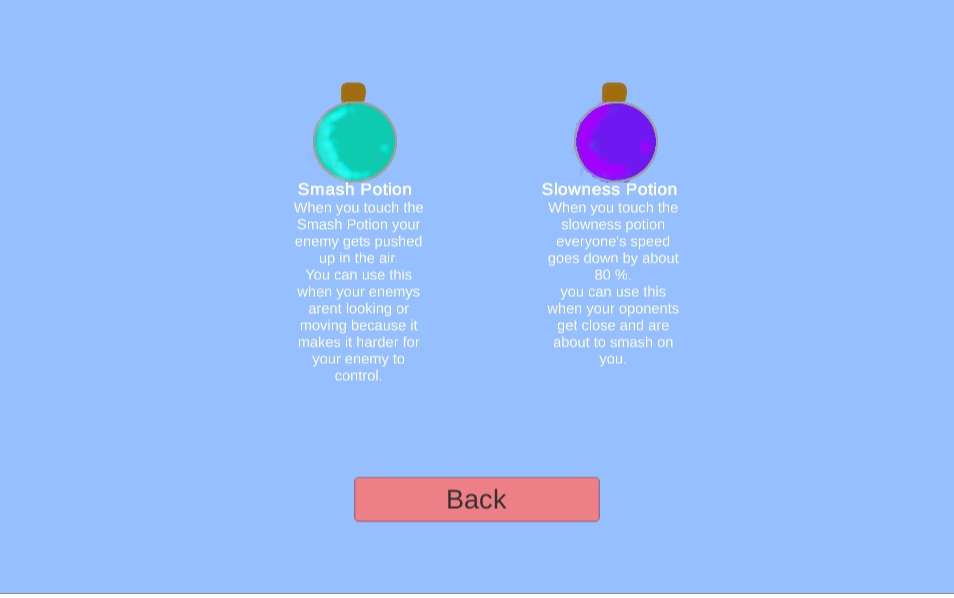 Smash Potion
When you touch the
Smash Potion your
enemy gets pushed
up in the air.
You can use this
when your enemys
arent looking or
moving because it
makes it harder for
your enemy to
control.
Slowness Potion
When you touch the
slowness potion
everyone's speed
goes down by about
80 %.
you can use this
when your oponents
get close and are
about to smash on
you.
Back